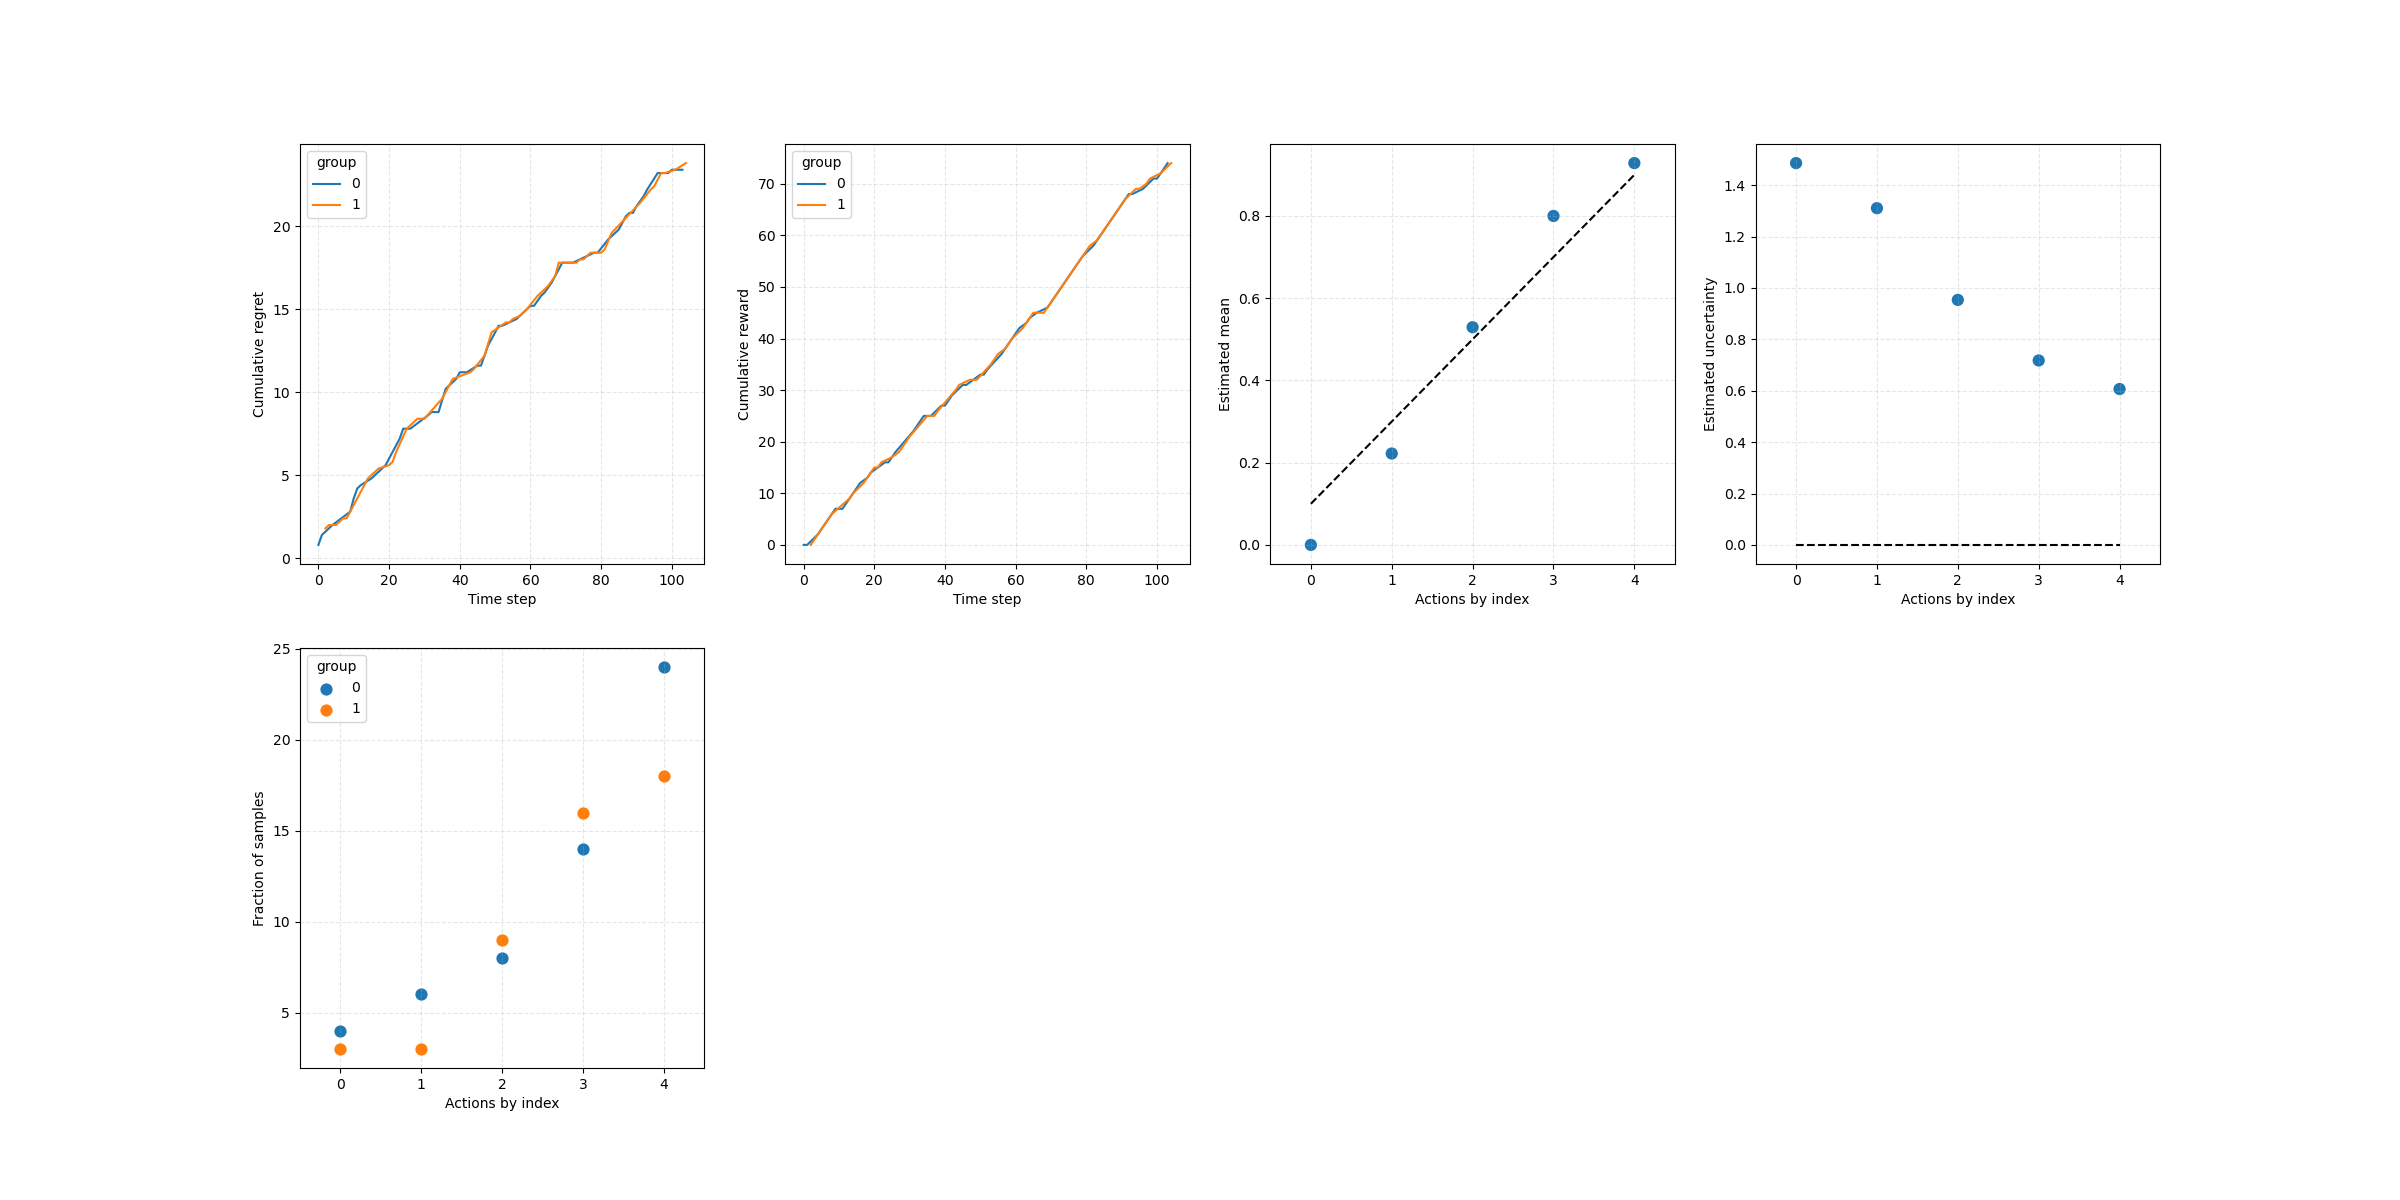 group
0
1
Cumulative regret
0
5
10
15
20
0 20 40 60 80 100
Time step
group
0
1
Cumulative reward
0
10
20
30
40
50
60
70
0 20 40 60 80 100
Time step
Estimated mean
0.0
0.2
0.4
0.6
0.8
0 1 2 3 4
Actions by index
Estimated uncertainty
0.0
0.2
0.4
0.6
0.8
1.0
1.2
1.4
0 1 2 3 4
Actions by index
group
0
1
Fraction of samples
5
10
15
20
25
0 1 2 3 4
Actions by index